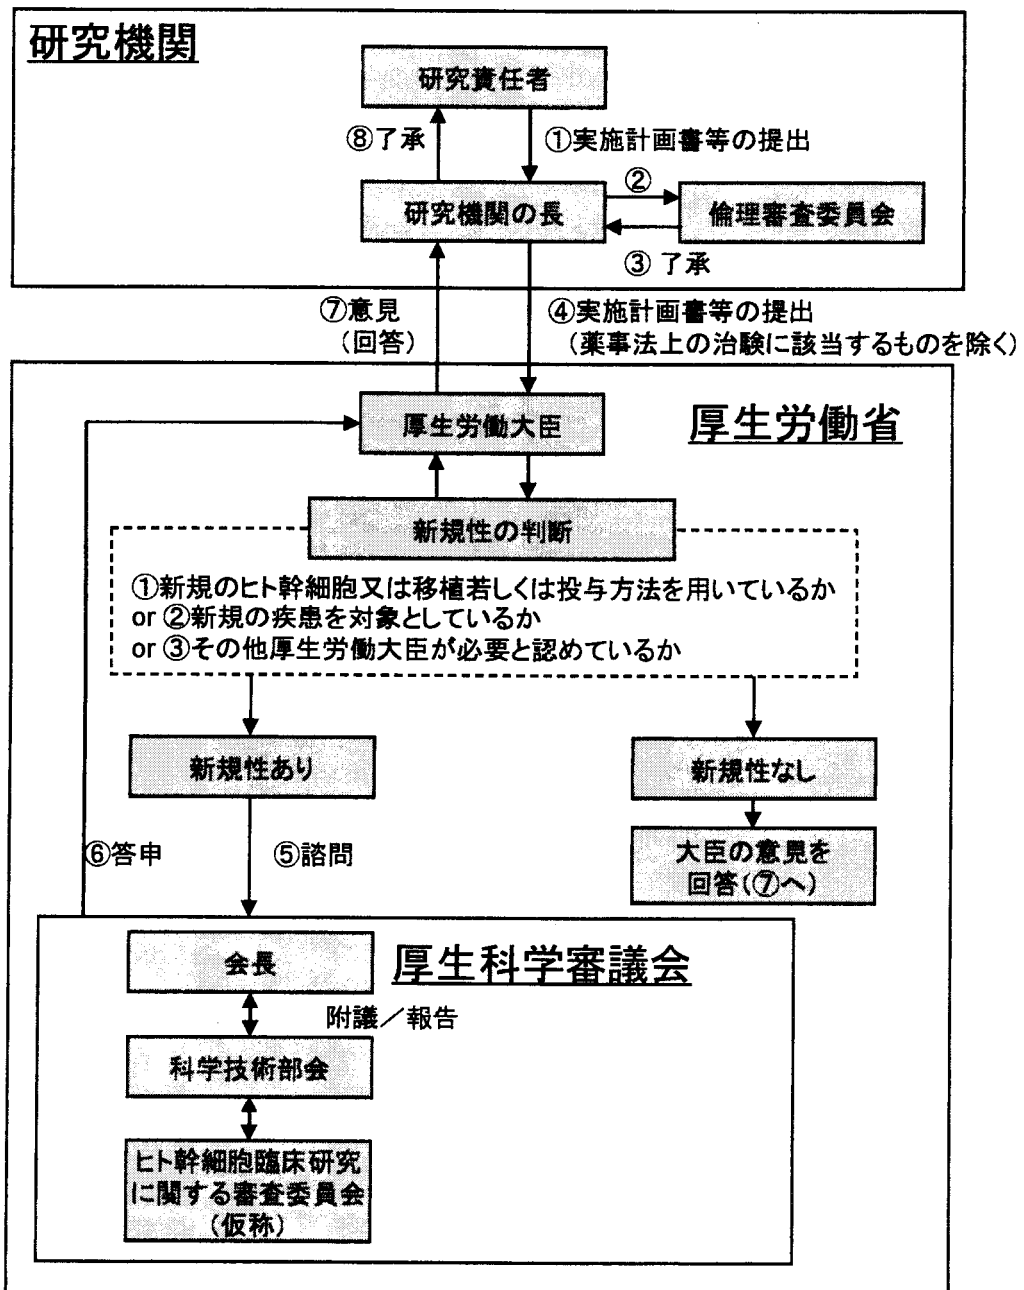 研究機関
研究責任者
⑧了承
①実施計画書等の提出
②
研究機関の長
倫理審査委員会
③ 了承
⑦意見
(回答)
④実施計画書等の提出
(薬事法上の治験に該当するものを除く)
厚生労働省
厚生労働大臣
新規性の判断
①新規のヒト幹細胞又は移植若しくは投与方法を用いているか
or ②新規の疾患を対象としているか
or ③その他厚生労働大臣が必要と認めているか
新規性あり
新規性なし
⑥答申
⑤諮問
大臣の意見を
回答(⑦へ)
厚生科学審議会
会長
附議／報告
科学技術部会
ヒト幹細胞臨床研究
に関する審査委員会
(仮称)